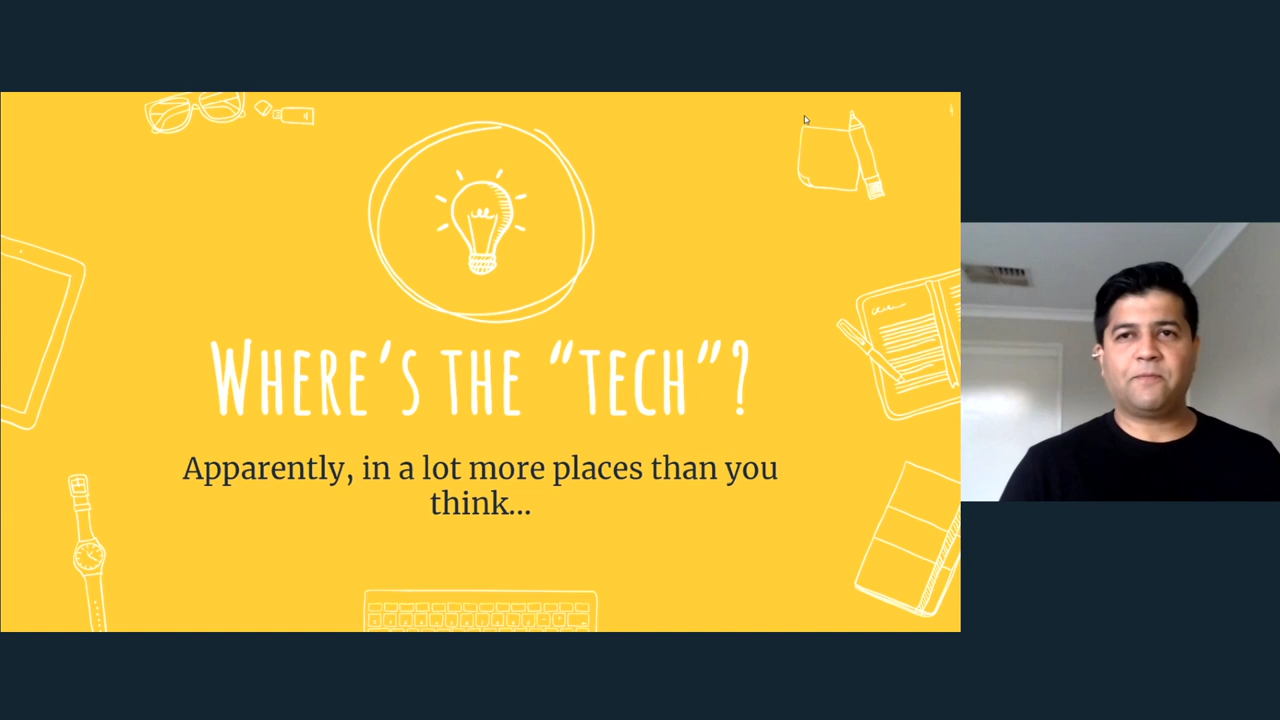 Where's the “tech”?
Apparently, in a lot more places than you
think...